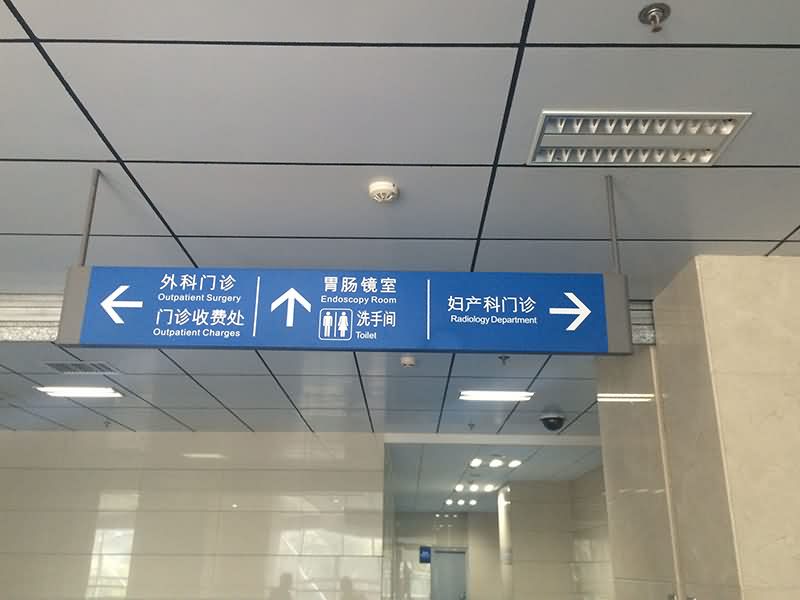 外科门诊
Outpatient Surgery
门诊收费处
Outpatient Charges
胃肠镜室
Endoscopy Room
洗手间
Toilet
妇产科门诊
Radiology Department